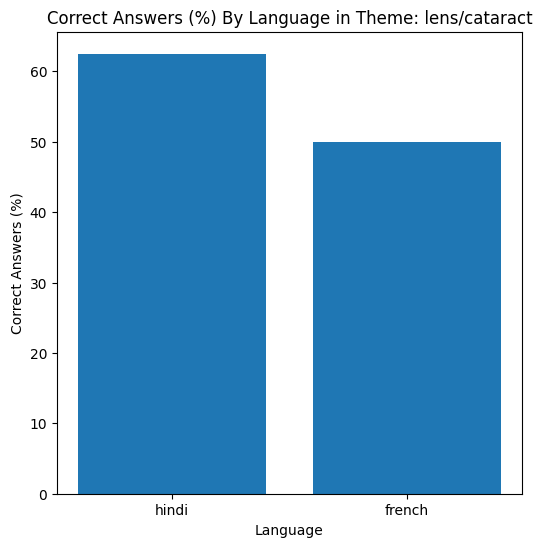 Correct Answers (%) By Language in Theme: lens/cataract
60
50
40
30
20
10
0
Correct Answers (%)
hindi french
Language